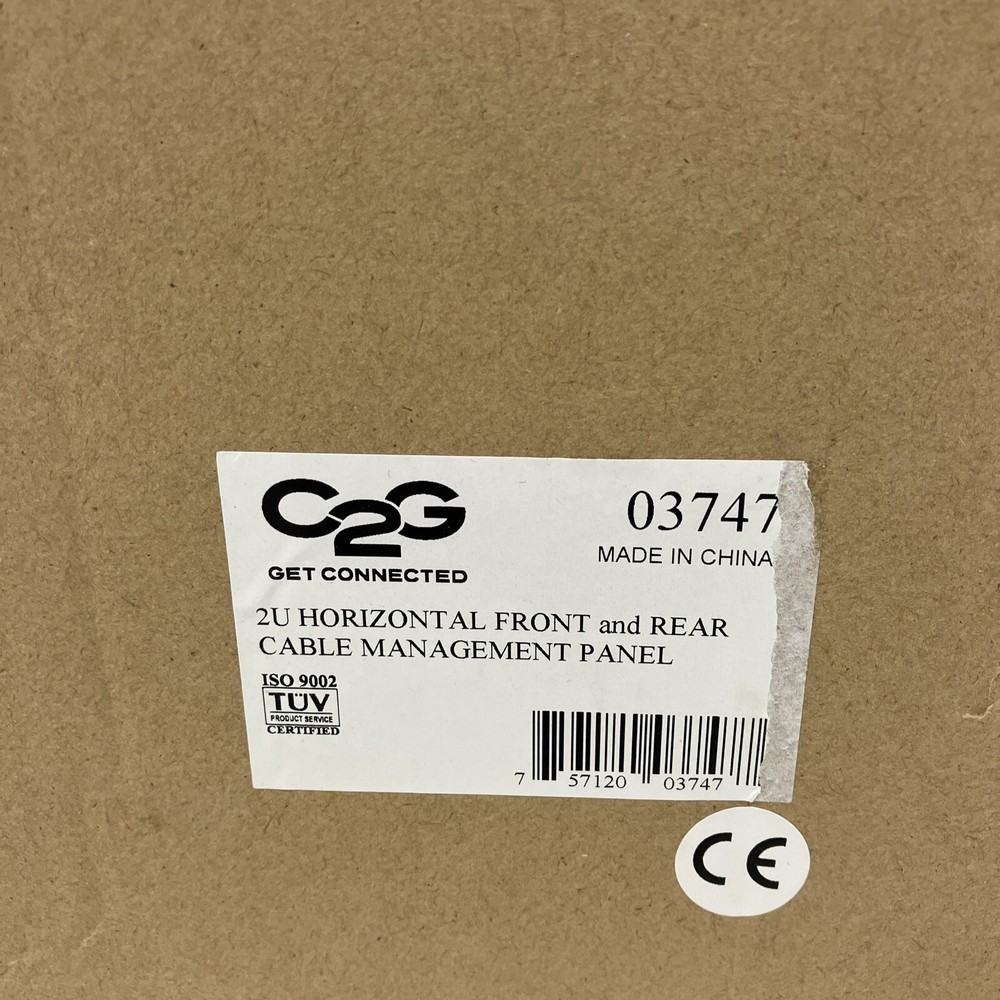 C2G
GET CONNECTED
03747
MADE IN CHINA
2U HORIZONTAL FRONT and REAR
CABLE MANAGEMENT PANEL
ISO 9002
TÜV
PRODUCT SERVICE
CERTIFIED
7 57120 03747
CE